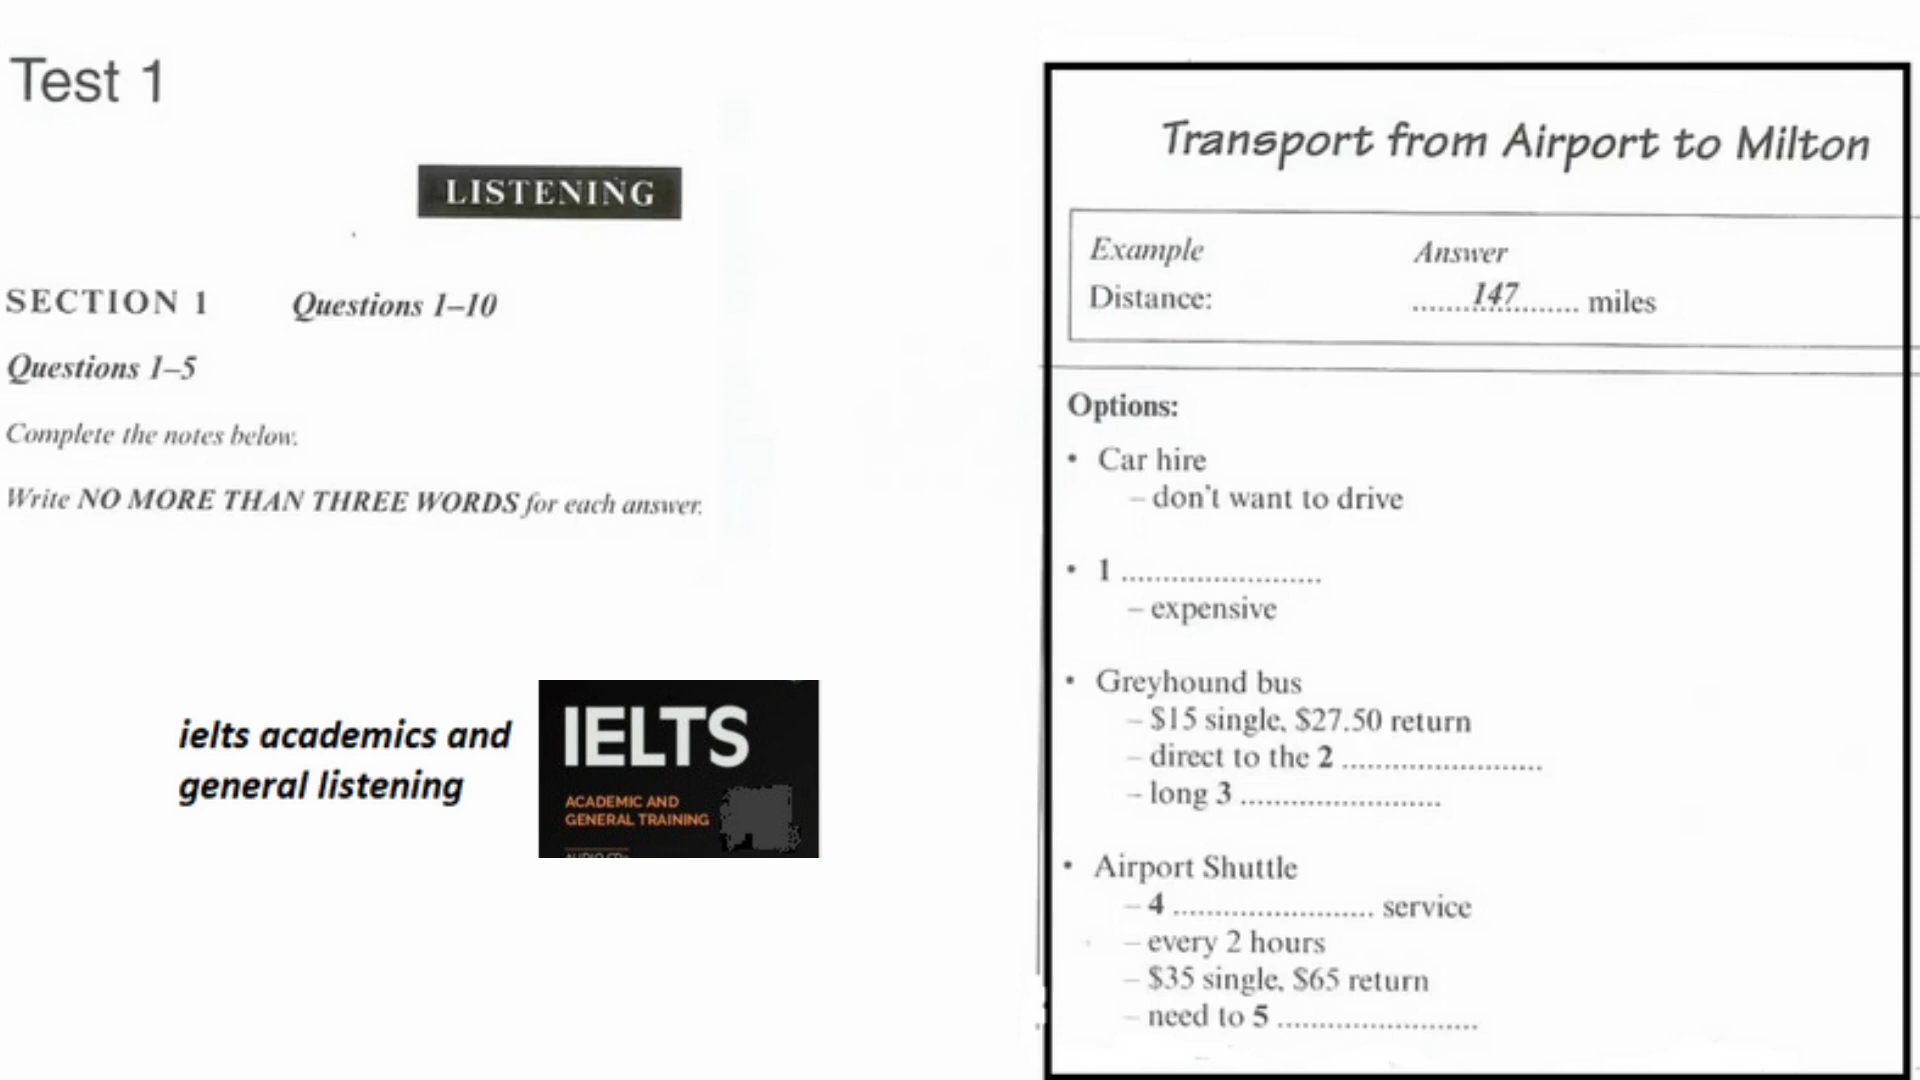 Test 1
LISTENING
SECTION 1 Questions 1–10
Questions 1–5
Complete the notes below.
Write NO MORE THAN THREE WORDS for each answer.
ielts academics and
general listening
IELTS
ACADEMIC AND
GENERAL TRAINING
Transport from Airport to Milton
Example Answer
Distance: ........147........ miles
Options:
• Car hire
– don't want to drive
• 1 ........................
– expensive
• Greyhound bus
– $15 single, $27.50 return
– direct to the 2 ........................
– long 3 ........................
• Airport Shuttle
– 4 ........................ service
– every 2 hours
– $35 single, $65 return
– need to 5 ........................